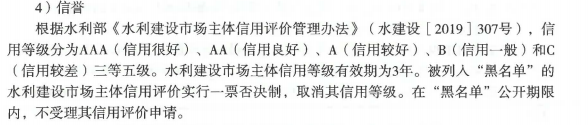 4）信誉
根据水利部《水利建设市场主体信用评价管理办法》（水建设［2019］307号），信
用等级分为AAA（信用很好）、AA（信用良好）、A（信用较好）、B（信用一般）和C
（信用较差）三等五级。水利建设市场主体信用等级有效期为3年。被列入“黑名单”的
水利建设市场主体信用评价实行一票否决制，取消其信用等级。在“黑名单”公开期限
内，不受理其信用评价申请。